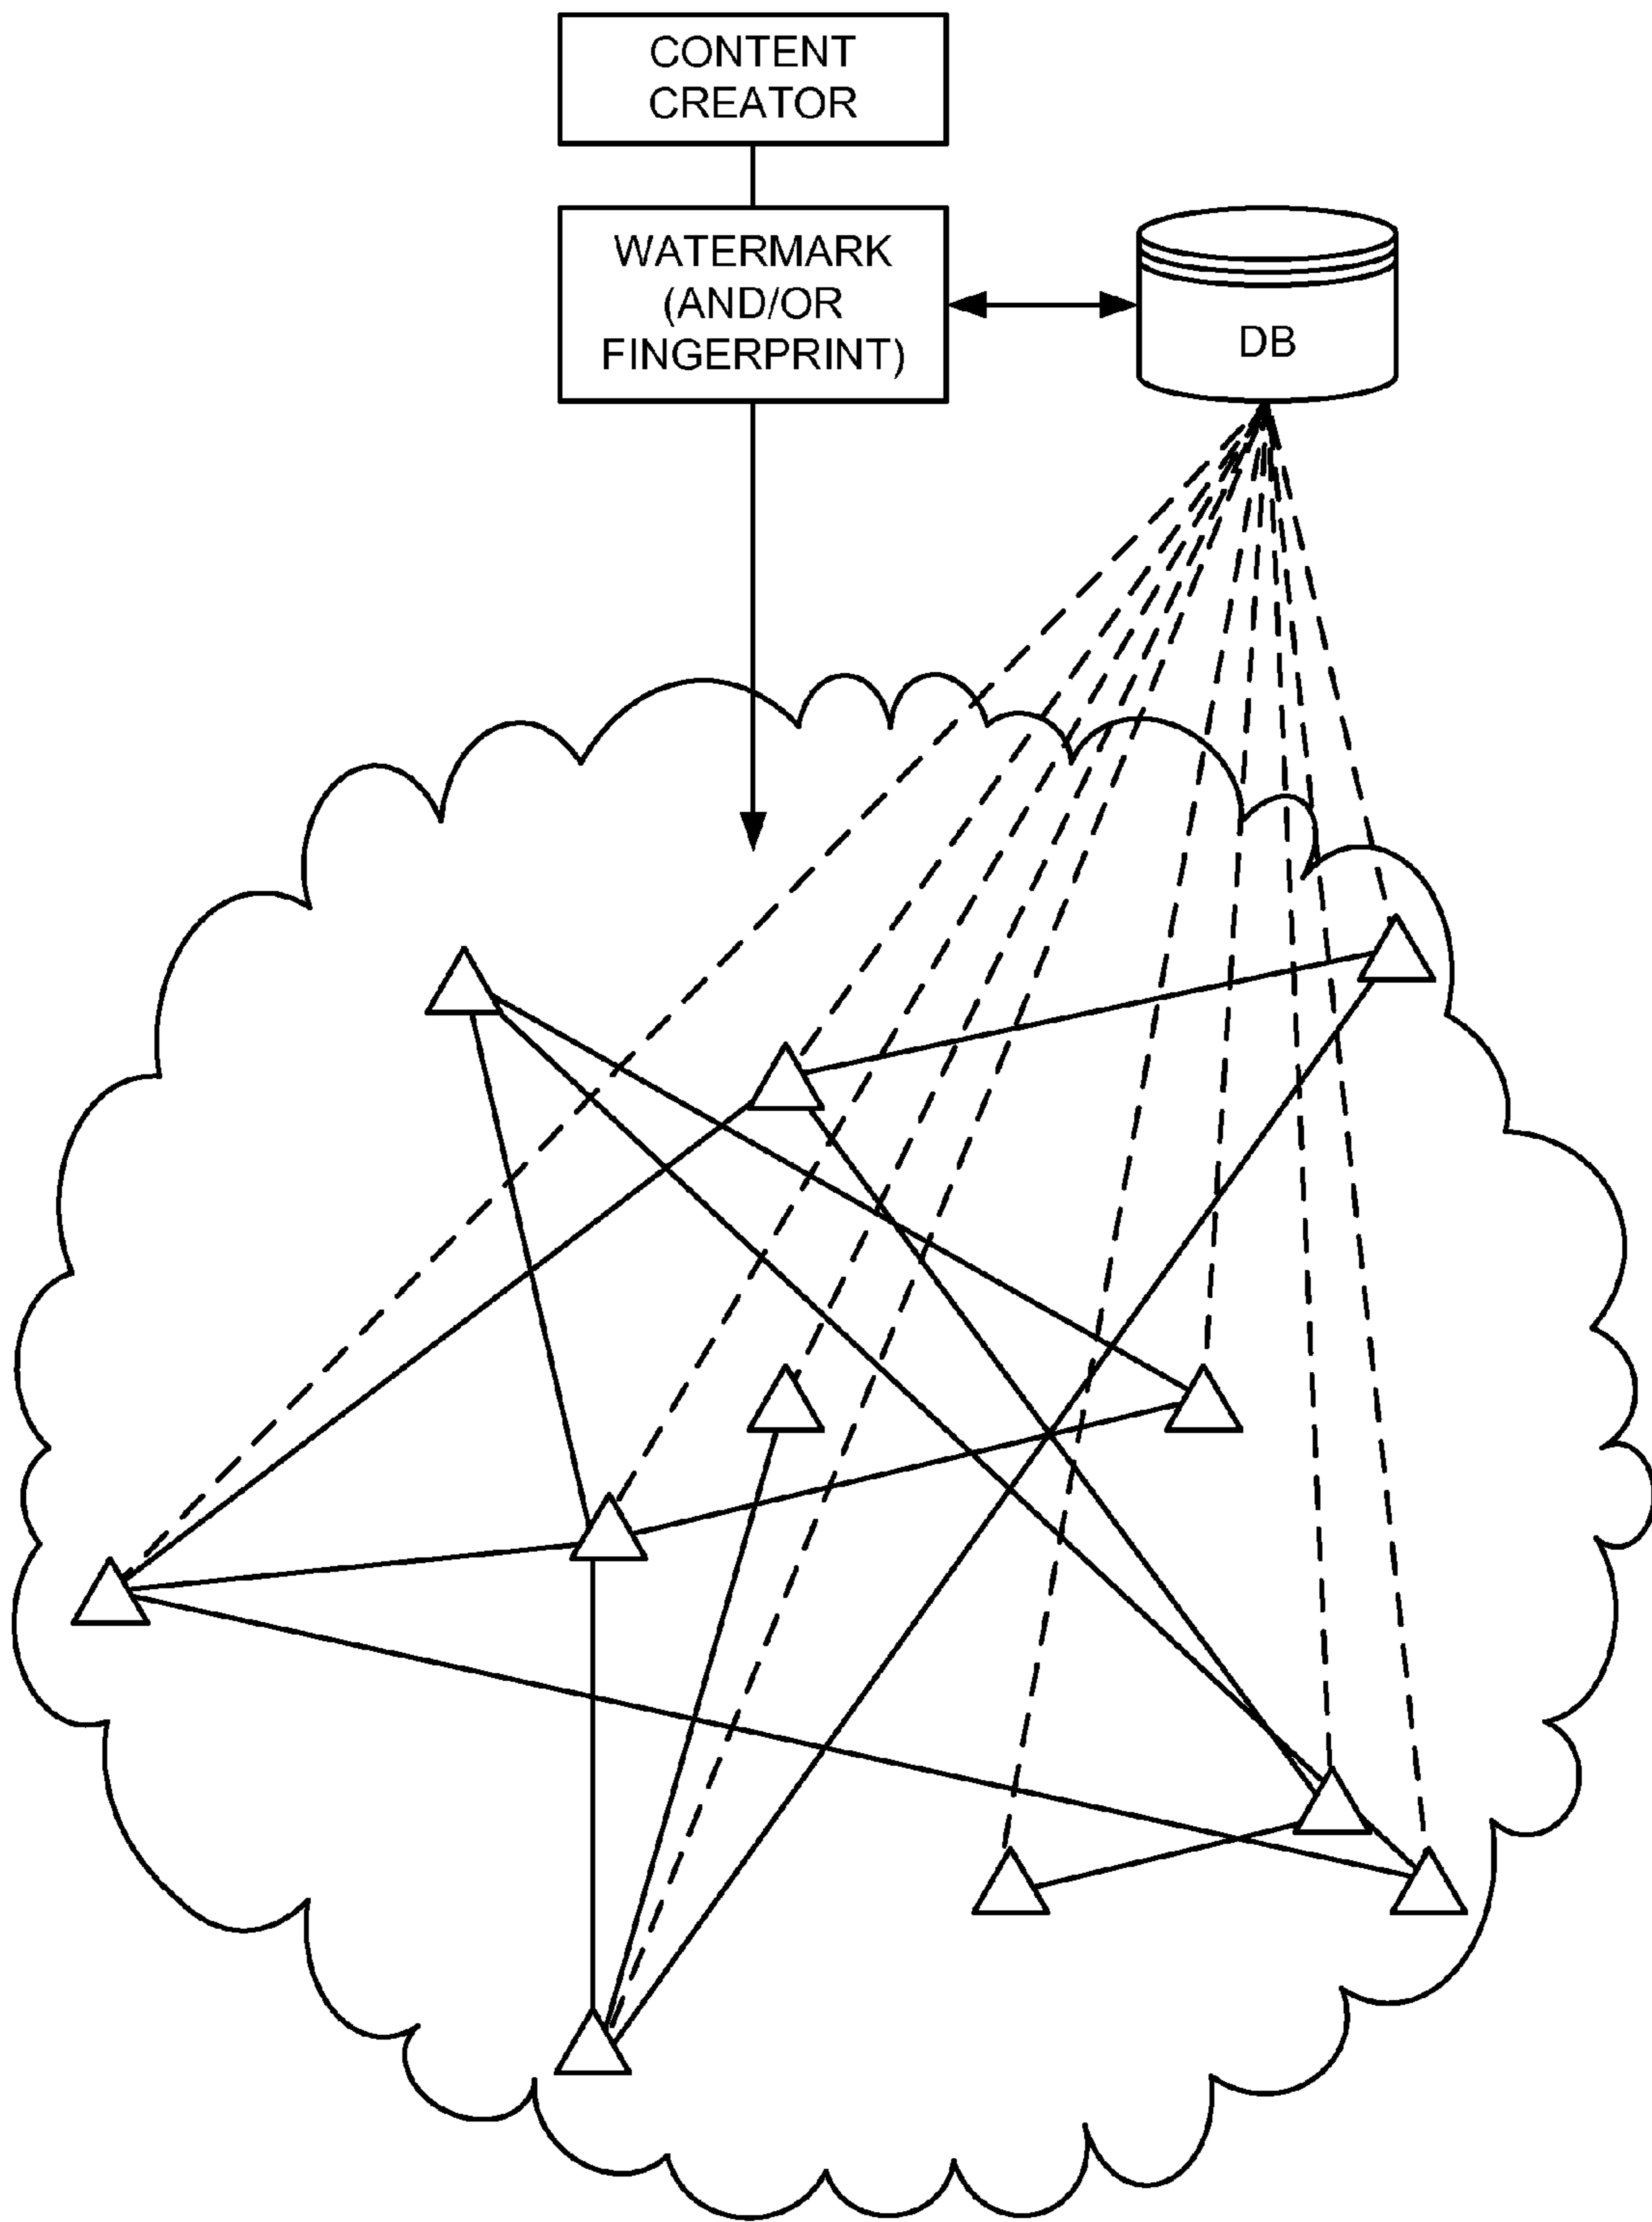 CONTENT
CREATOR
WATERMARK
(AND/OR
FINGERPRINT)
DB